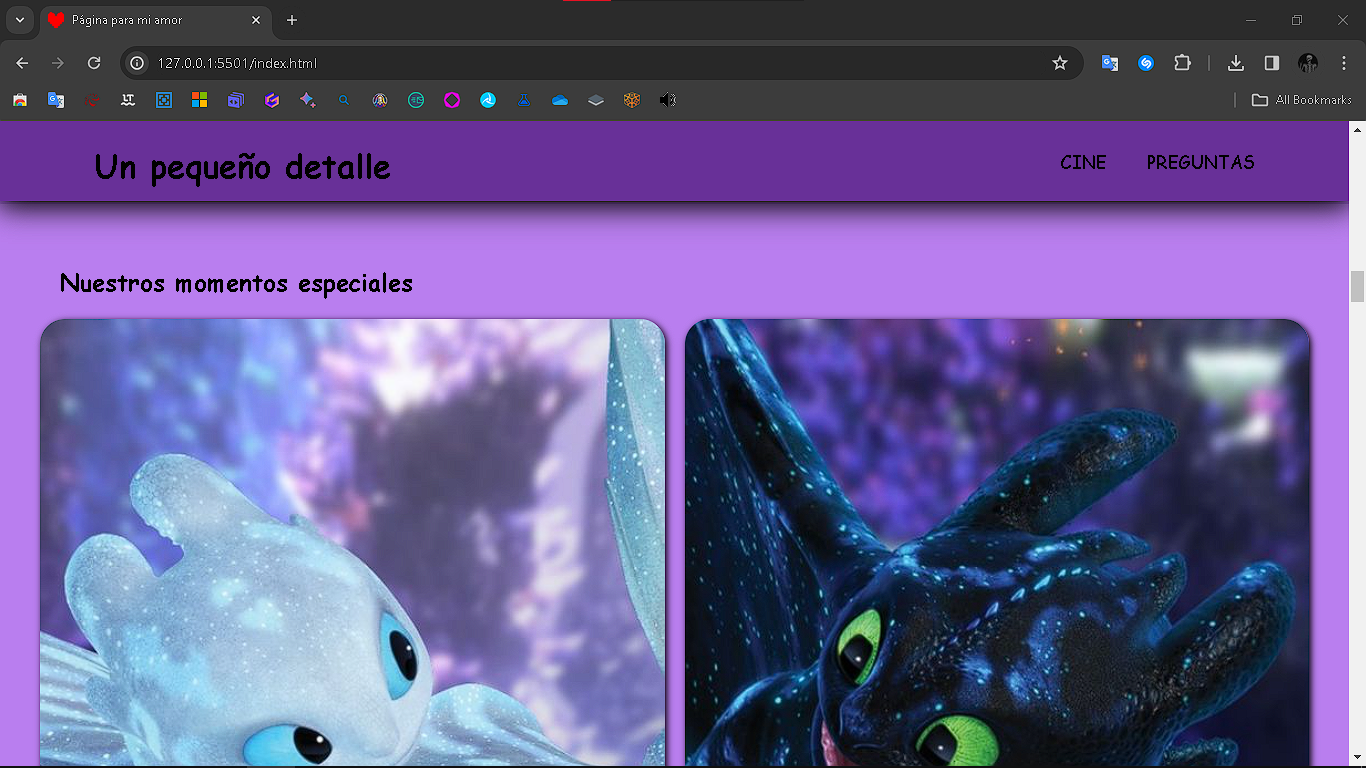 Página para mi amor
127.0.0.1:5501/index.html
All Bookmarks
Un pequeño detalle
CINE
PREGUNTAS
Nuestros momentos especiales